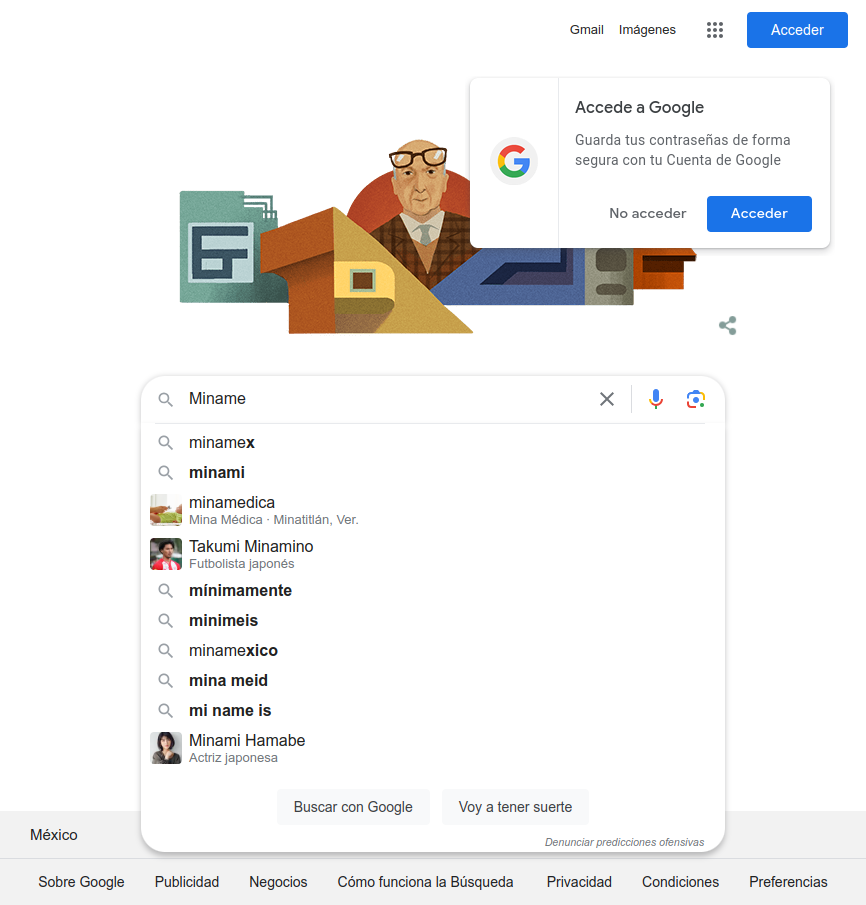 Gmail Imágenes Acceder
Accede a Google
Guarda tus contraseñas de forma
segura con tu Cuenta de Google
No acceder Acceder
Miname
minamex
minami
minamedica
Mina Médica · Minatitlán, Ver.
Takumi Minamino
Futbolista japonés
mínimamente
minimeis
minamexico
mina meid
mi name is
Minami Hamabe
Actriz japonesa
Buscar con Google Voy a tener suerte
Denunciar predicciones ofensivas
México
Sobre Google Publicidad Negocios Cómo funciona la Búsqueda Privacidad Condiciones Preferencias